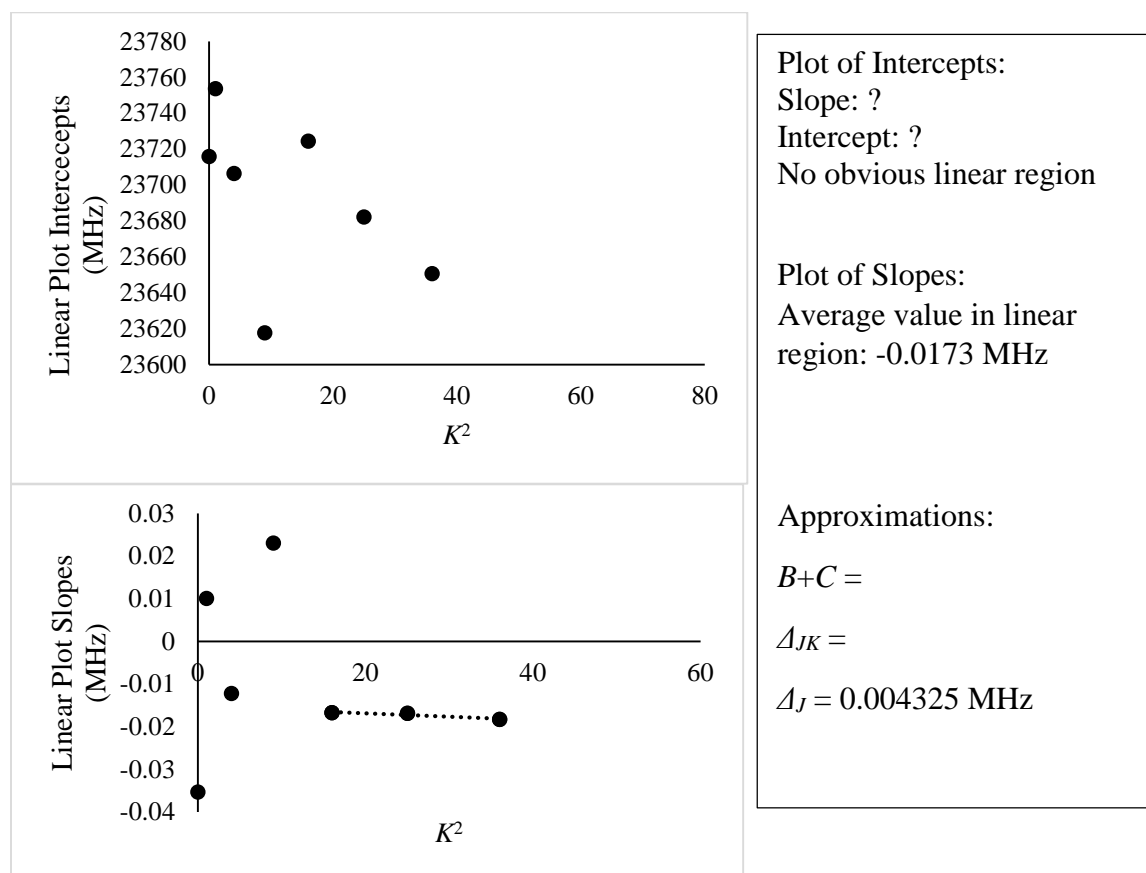 Linear Plot Intercecepts
(MHz)
23780
23760
23740
23720
23700
23680
23660
23640
23620
23600
0 20 40 60 80
K²
Linear Plot Slopes
(MHz)
0.03
0.02
0.01
0
-0.01
-0.02
-0.03
-0.04
0 20 40 60
K²
Plot of Intercepts:
Slope: ?
Intercept: ?
No obvious linear region
Plot of Slopes:
Average value in linear
region: -0.0173 MHz
Approximations:
B+C =
ΔJK =
ΔJ = 0.004325 MHz